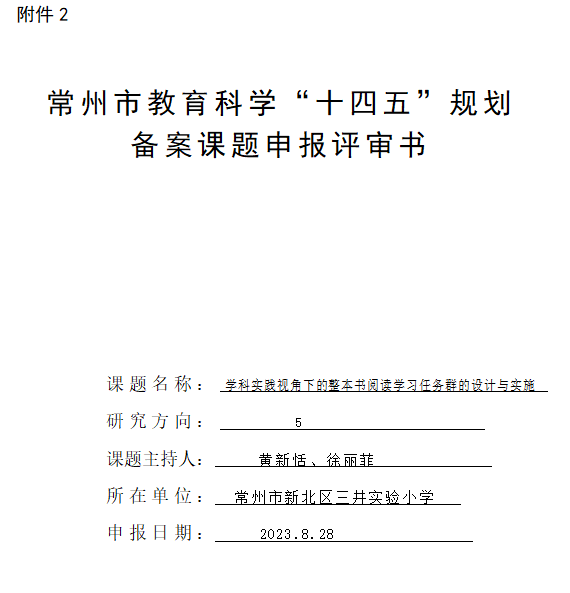 附件2
常州市教育科学“十四五”规划
备案课题申报评审书
课题名称：学科实践视角下的整本书阅读学习任务群的设计与实施
研究方向：5
课题主持人：黄新恬、徐丽菲
所在单位：常州市新北区三井实验小学
申报日期：2023.8.28